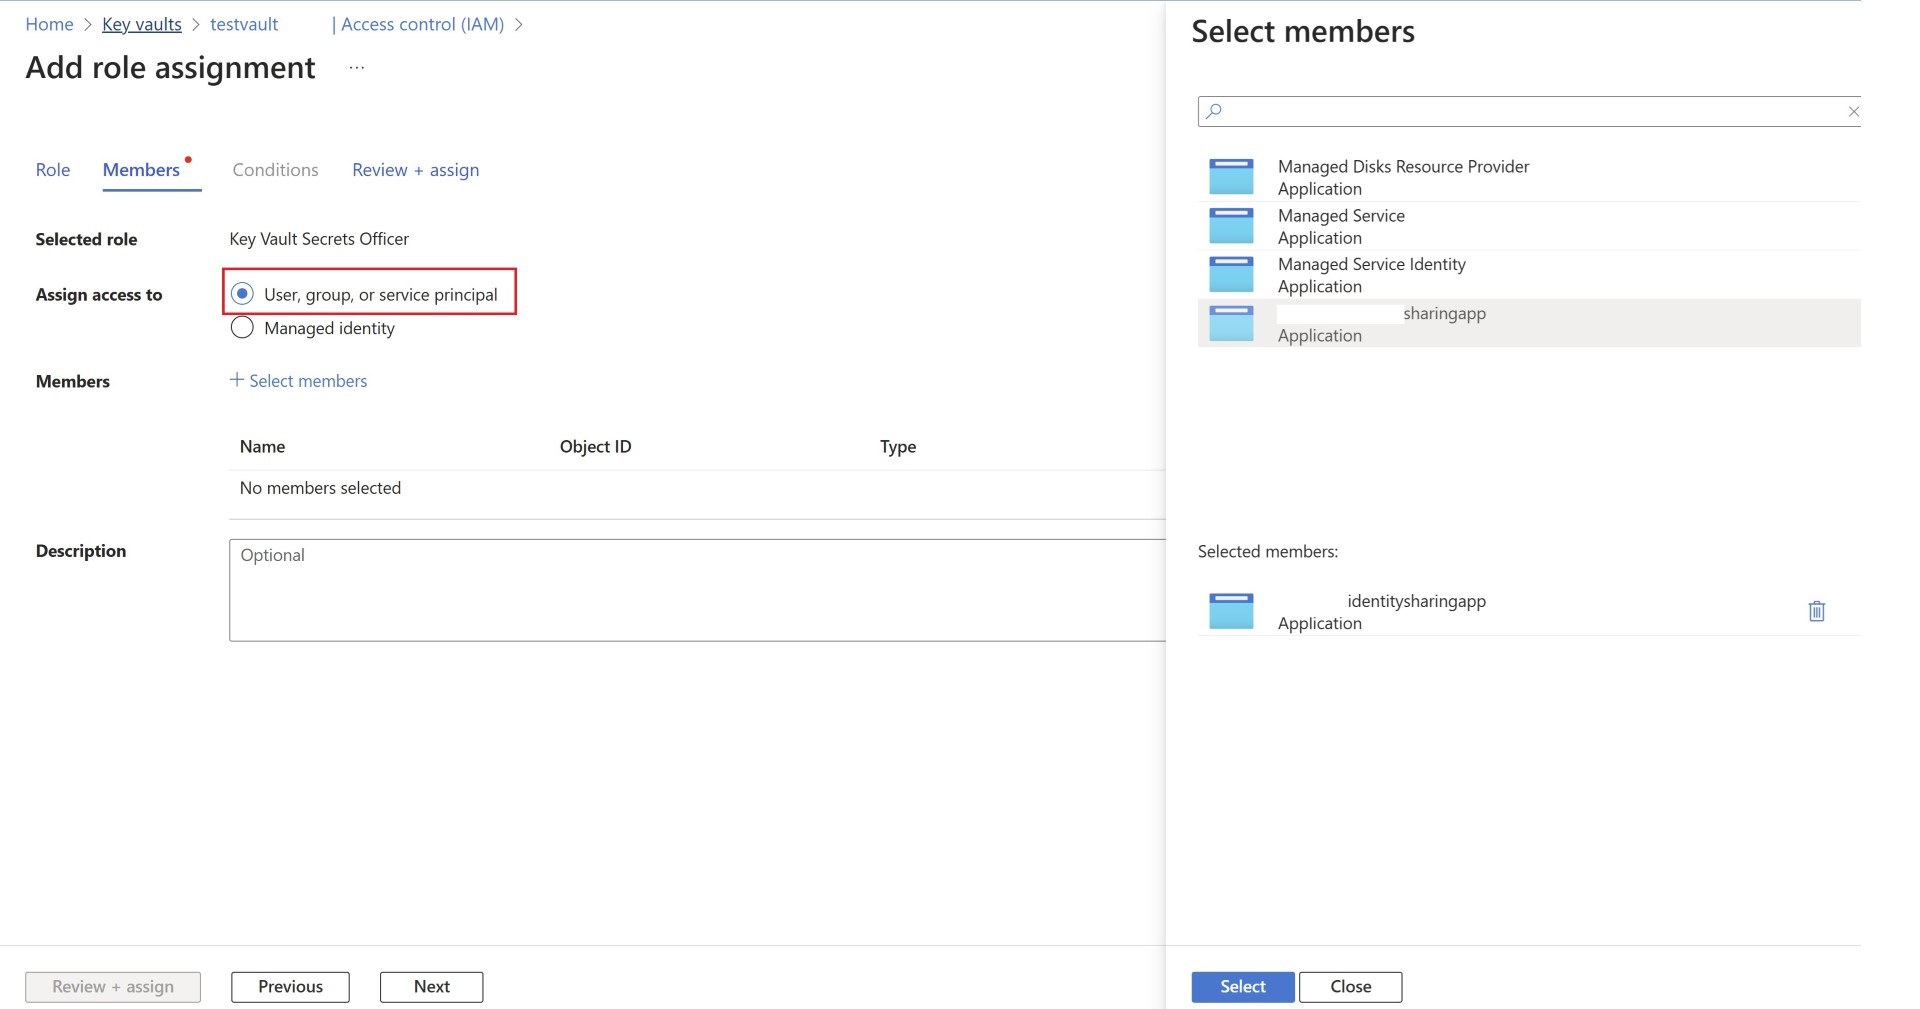 Home > Key vaults > testvault | Access control (IAM) >
Add role assignment ...
Role Members Conditions Review + assign
Selected role Key Vault Secrets Officer
Assign access to User, group, or service principal
Managed identity
Members + Select members
Name Object ID Type
No members selected
Description Optional
Review + assign Previous Next
Select members
Managed Disks Resource Provider
Application
Managed Service
Application
Managed Service Identity
Application
sharingapp
Application
Selected members:
identitysharingapp
Application
Select Close